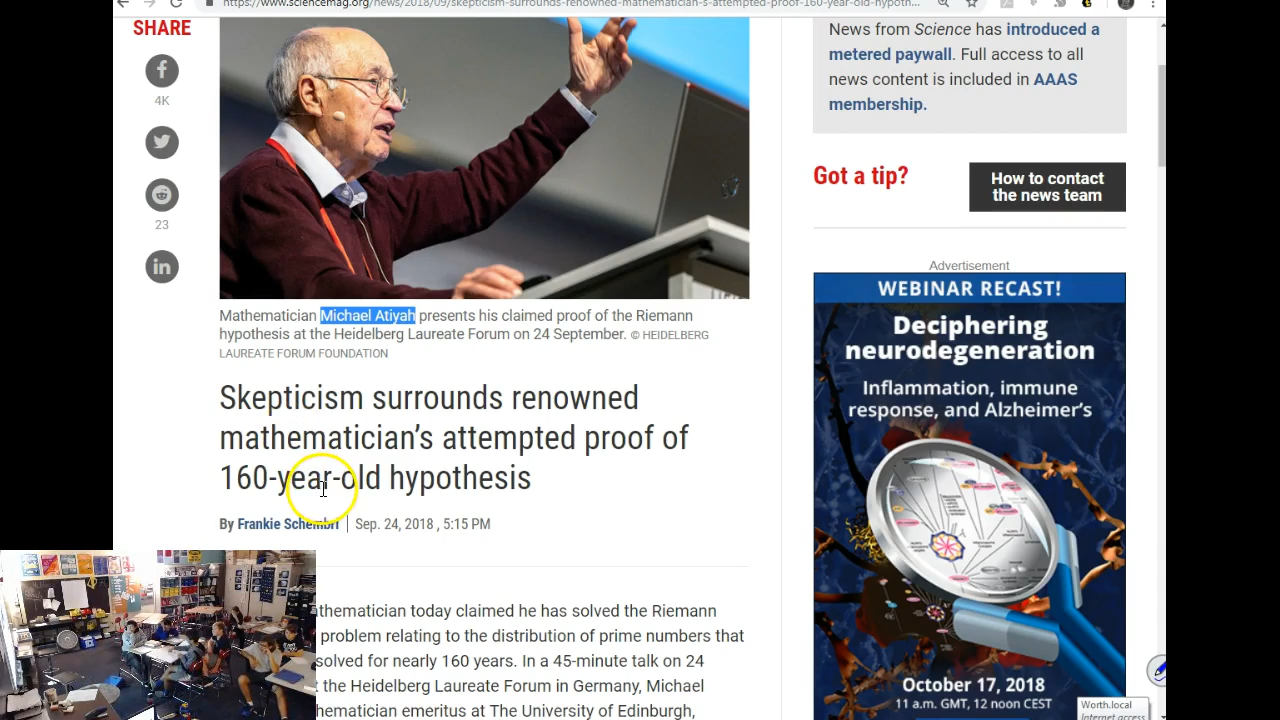 https://www.sciencemag.org/news/2018/09/skepticism-surrounds-renowned-mathematician-s-attempted-proof-160-year-old-hypoth...
SHARE
4K
23
Mathematician Michael Atiyah presents his claimed proof of the Riemann
hypothesis at the Heidelberg Laureate Forum on 24 September. © HEIDELBERG
LAUREATE FORUM FOUNDATION
Skepticism surrounds renowned
mathematician’s attempted proof of
160-year-old hypothesis
By Frankie Schembri | Sep. 24, 2018 , 5:15 PM
thematician today claimed he has solved the Riemann
problem relating to the distribution of prime numbers that
solved for nearly 160 years. In a 45-minute talk on 24
the Heidelberg Laureate Forum in Germany, Michael
hematician emeritus at The University of Edinburgh,
News from Science has introduced a
metered paywall. Full access to all
news content is included in AAAS
membership.
Got a tip?
How to contact
the news team
Advertisement
WEBINAR RECAST!
Deciphering
neurodegeneration
Inflammation, immune
response, and Alzheimer’s
October 17, 2018
11 a.m. GMT, 12 noon CEST
Worth.local
Internet access